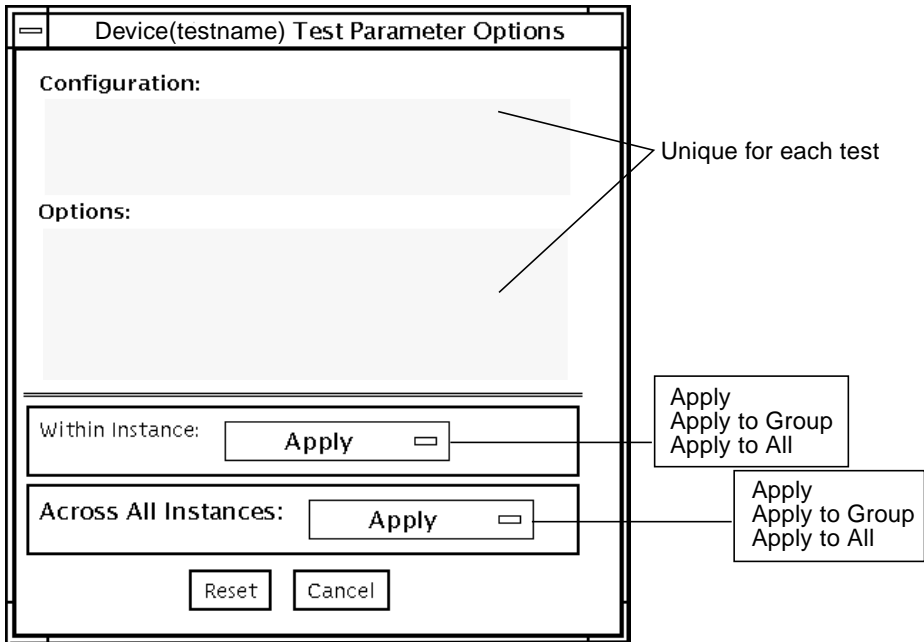 Device(testname) Test Parameter Options
Configuration:
Unique for each test
Options:
Within Instance:
Apply
Apply
Apply to Group
Apply to All
Across All Instances:
Apply
Apply
Apply to Group
Apply to All
Reset
Cancel